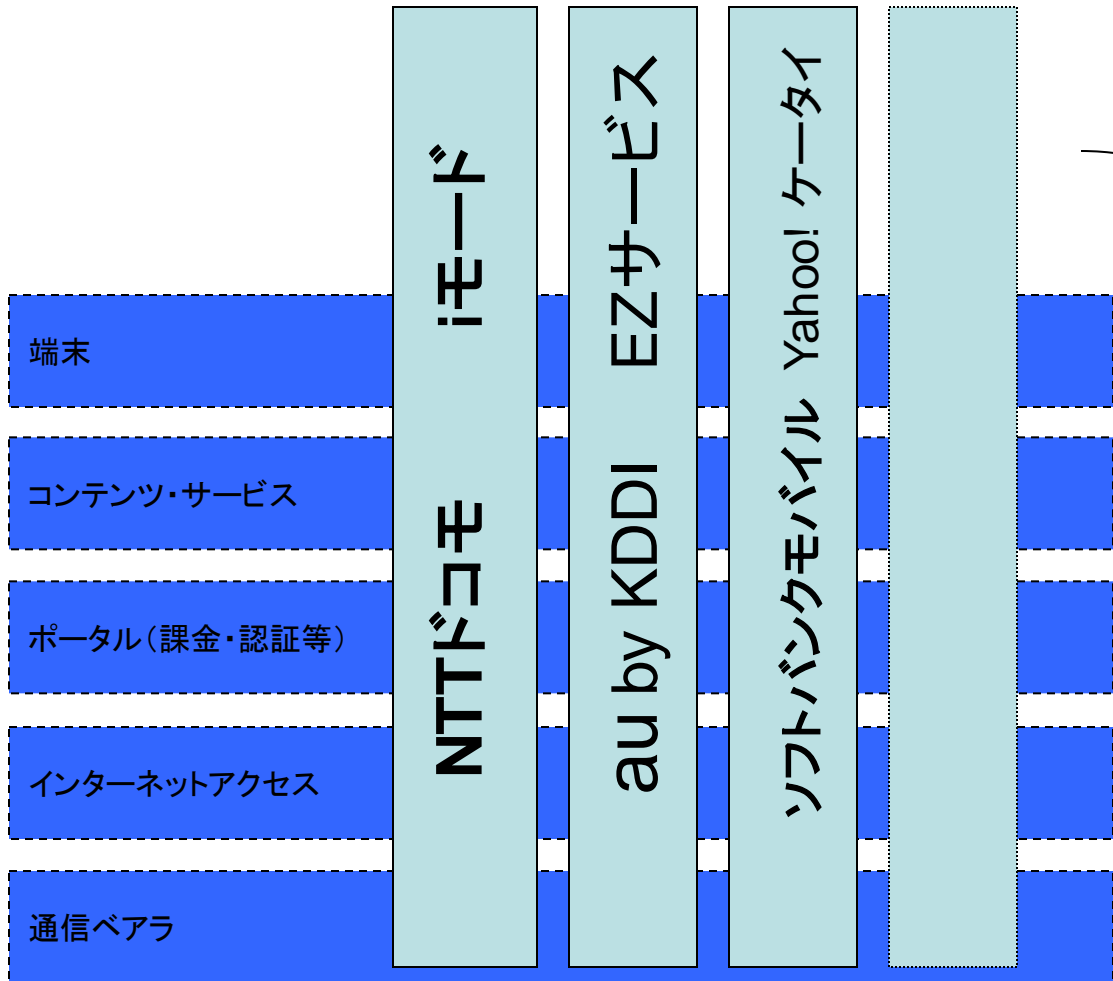 NTTドコモ　iモード
au by KDDI　EZサービス
ソフトバンクモバイル　Yahoo! ケータイ
端末
コンテンツ・サービス
ポータル（課金・認証等）
インターネットアクセス
通信ベアラ